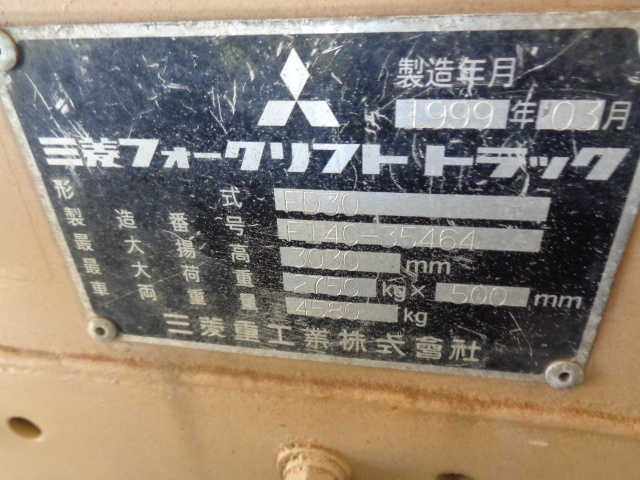 製造年月
1999年 03月
三菱フォークリフト トラック
形式 FD30
製造番号 F14C-35464
最大揚高 3030 mm
最大荷重 2750 kg× 500 mm
車両重量 4580 kg
三菱重工業株式會社